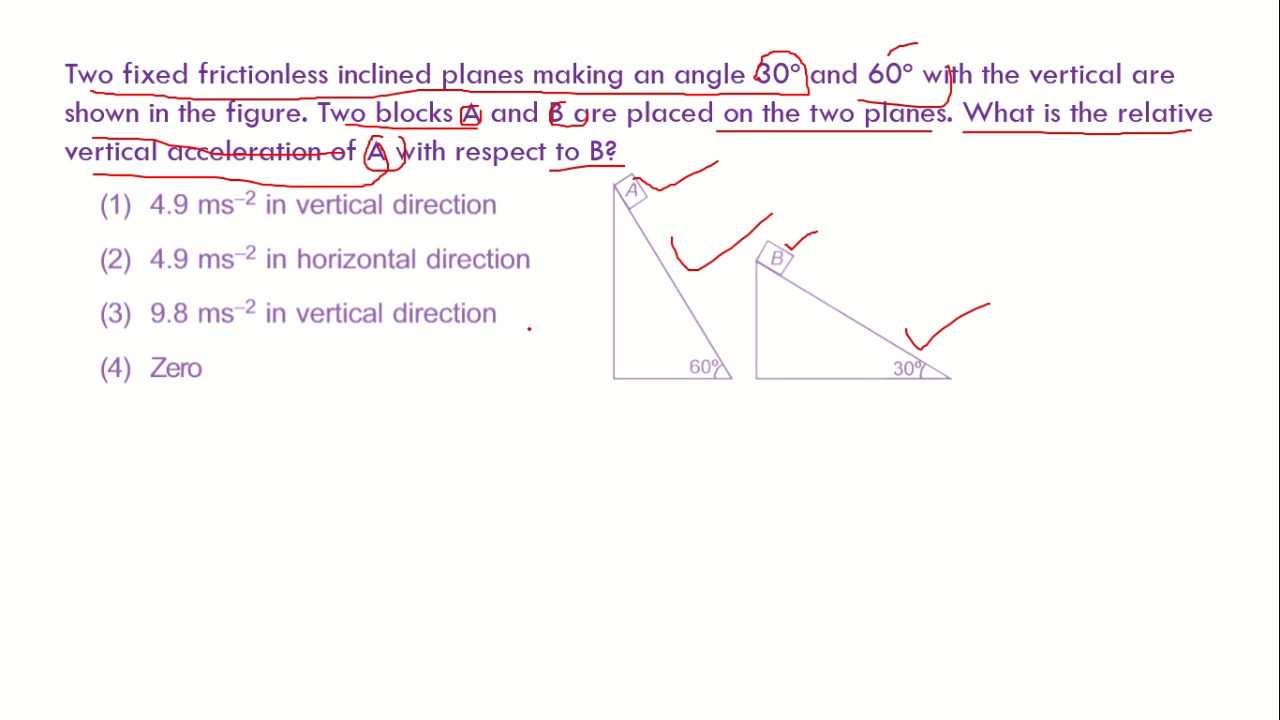 Two fixed frictionless inclined planes making an angle 30° and 60° with the vertical are
shown in the figure. Two blocks A and B are placed on the two planes. What is the relative
vertical acceleration of A with respect to B?
(1) 4.9 ms⁻² in vertical direction
(2) 4.9 ms⁻² in horizontal direction
(3) 9.8 ms⁻² in vertical direction
(4) Zero
A
B
60°
30°